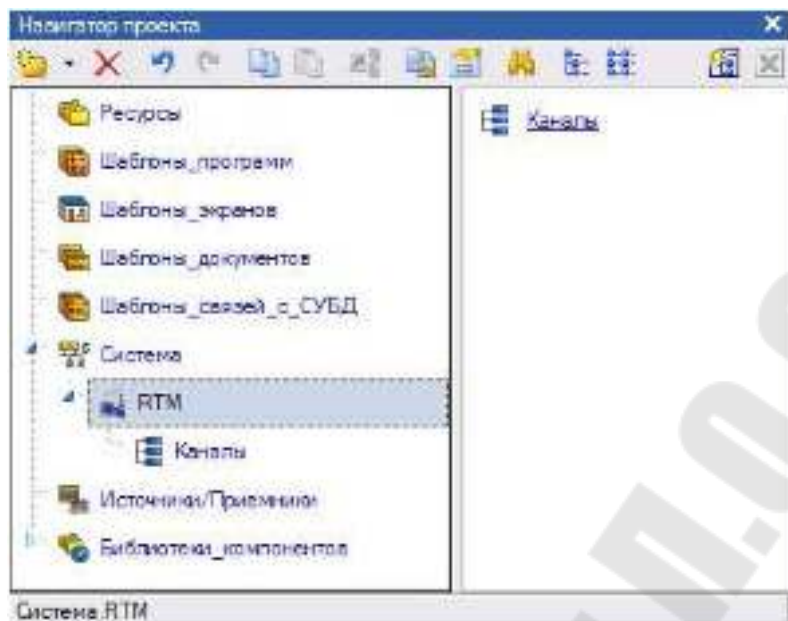 Навигатор проекта
Ресурсы
Шаблоны_программ
Шаблоны_экранов
Шаблоны_документов
Шаблоны_связей_с_СУБД
Система
RTM
Каналы
Источники/Приемники
Библиотеки_компонентов
Каналы
Система.RTM